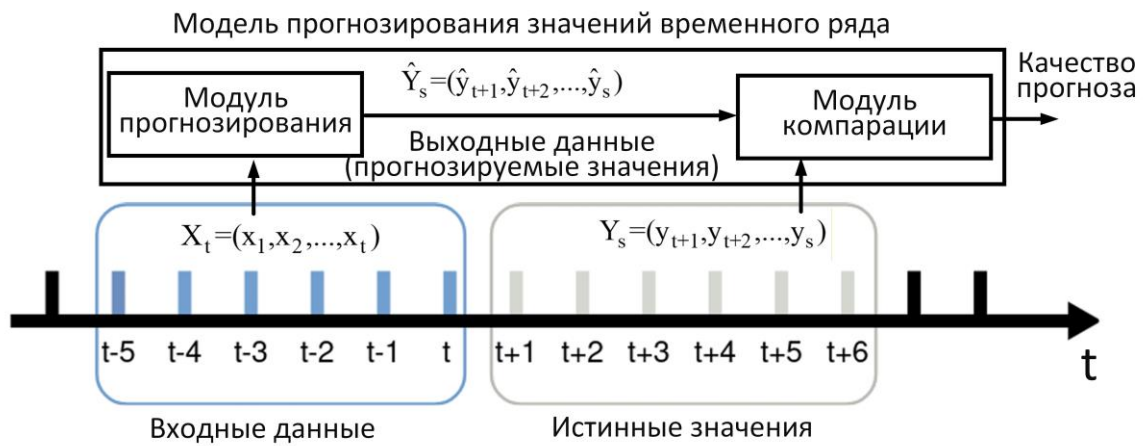 Модель прогнозирования значений временного ряда
Модуль
прогнозирования
Ŷₛ=(ŷₜ₊₁,ŷₜ₊₂,...,ŷₛ)
Выходные данные
(прогнозируемые значения)
Модуль
компарации
Качество
прогноза
Xₜ=(x₁,x₂,...,xₜ)
Yₛ=(yₜ₊₁,yₜ₊₂,...,yₛ)
t-5 t-4 t-3 t-2 t-1 t t+1 t+2 t+3 t+4 t+5 t+6 t
Входные данные
Истинные значения